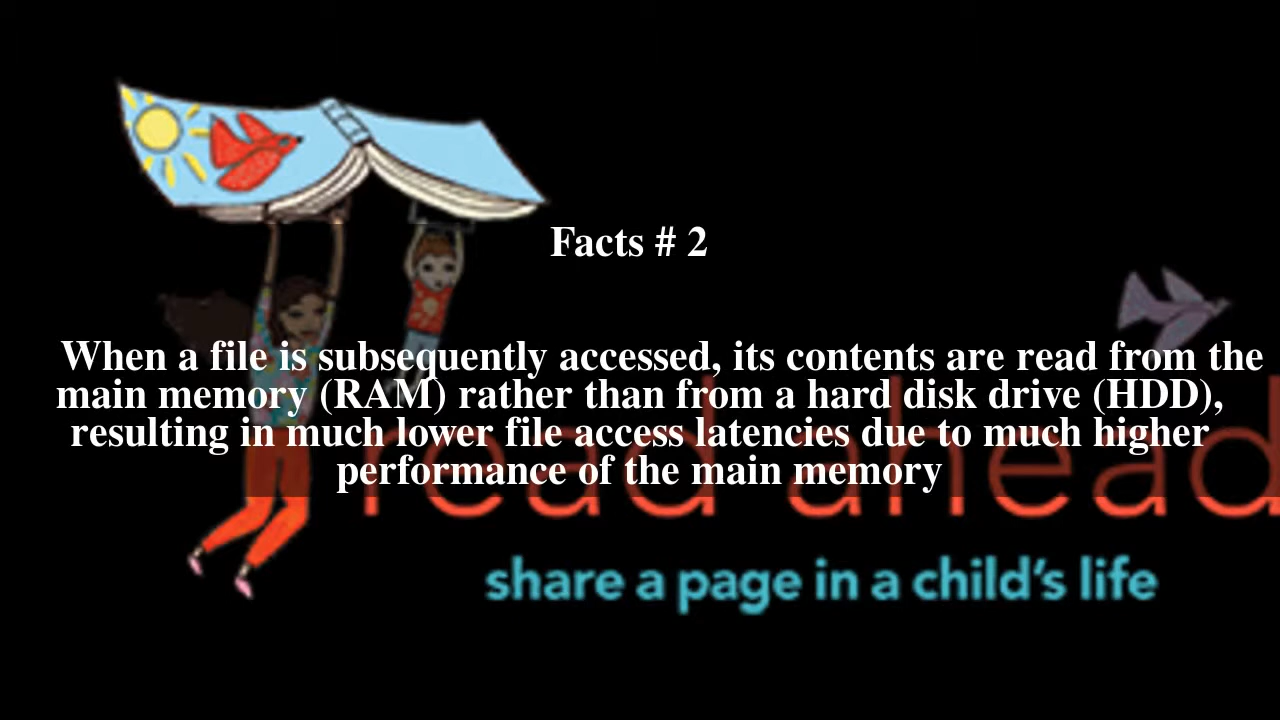 Facts # 2
When a file is subsequently accessed, its contents are read from the
main memory (RAM) rather than from a hard disk drive (HDD),
resulting in much lower file access latencies due to much higher
performance of the main memory
read ahead
share a page in a child's life